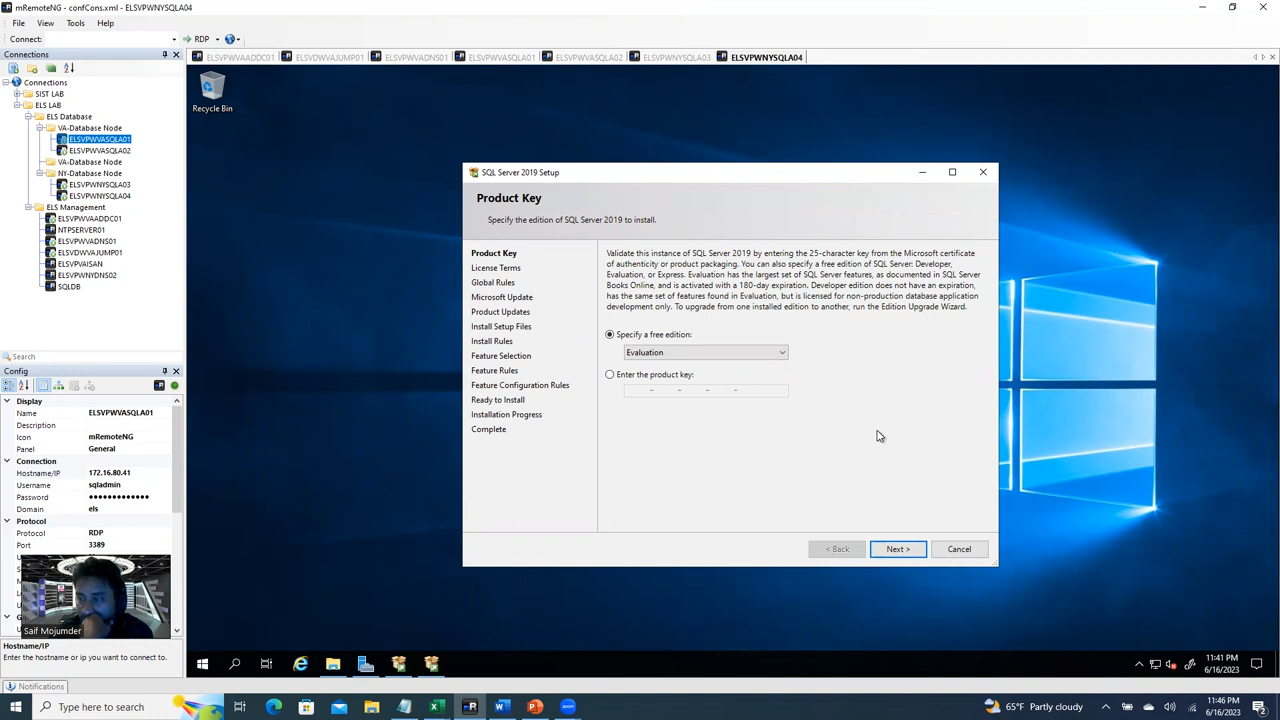 mRemoteNG - confCons.xml - ELSVPWNYSQLA04
File View Tools Help
Connect: RDP
Connections
Connections
SIST LAB
ELS LAB
ELS Database
VA-Database Node
ELSVPWVASQLA01
ELSVPWVASQLA02
VA-Database Node
NY-Database Node
ELSVPWNYSQLA03
ELSVPWNYSQLA04
ELS Management
ELSVPWVAADDC01
NTPSERVER01
ELSVPWVADNS01
ELSVDWVAJUMP01
ELSVPVAISAN
ELSVPWNYDNS02
SQLDB
Search
Config
Display
Name ELSVPWVASQLA01
Description
Icon mRemoteNG
Panel General
Connection
Hostname/IP 172.16.80.41
Username sqladmin
Password ●●●●●●●●●●●●●
Domain els
Protocol
Protocol RDP
Port 3389
Saif Mojumder
Hostname/IP
Enter the hostname or ip you want to connect to.
Notifications
ELSVPWVAADDC01 ELSVDWVAJUMP01 ELSVPWVADNS01 ELSVPWVASQLA01 ELSVPWVASQLA02 ELSVPWNYSQLA03 ELSVPWNYSQLA04
Recycle Bin
SQL Server 2019 Setup
Product Key
Specify the edition of SQL Server 2019 to install.
Product Key
License Terms
Global Rules
Microsoft Update
Product Updates
Install Setup Files
Install Rules
Feature Selection
Feature Rules
Feature Configuration Rules
Ready to Install
Installation Progress
Complete
Validate this instance of SQL Server 2019 by entering the 25-character key from the Microsoft certificate
of authenticity or product packaging. You can also specify a free edition of SQL Server: Developer,
Evaluation, or Express. Evaluation has the largest set of SQL Server features, as documented in SQL Server
Books Online, and is activated with a 180-day expiration. Developer edition does not have an expiration,
has the same set of features found in Evaluation, but is licensed for non-production database application
development only. To upgrade from one installed edition to another, run the Edition Upgrade Wizard.
Specify a free edition:
Evaluation
Enter the product key:
- - - -
< Back Next > Cancel
11:41 PM
6/16/2023
Type here to search
65°F Partly cloudy
11:46 PM
6/16/2023
2